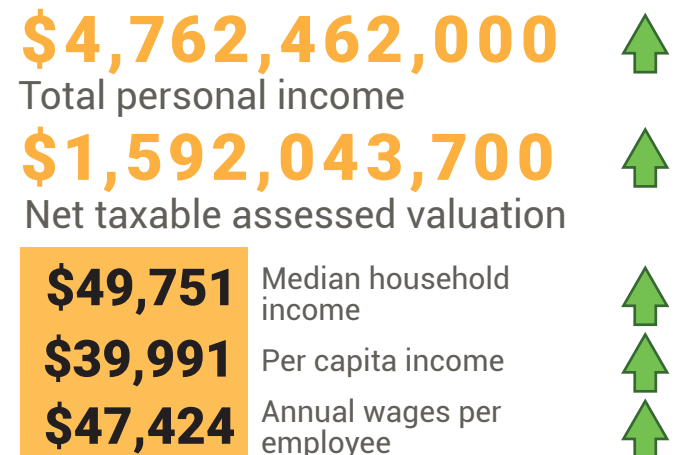 $4,762,462,000
Total personal income
$1,592,043,700
Net taxable assessed valuation
$49,751
Median household
income
$39,991
Per capita income
$47,424
Annual wages per
employee